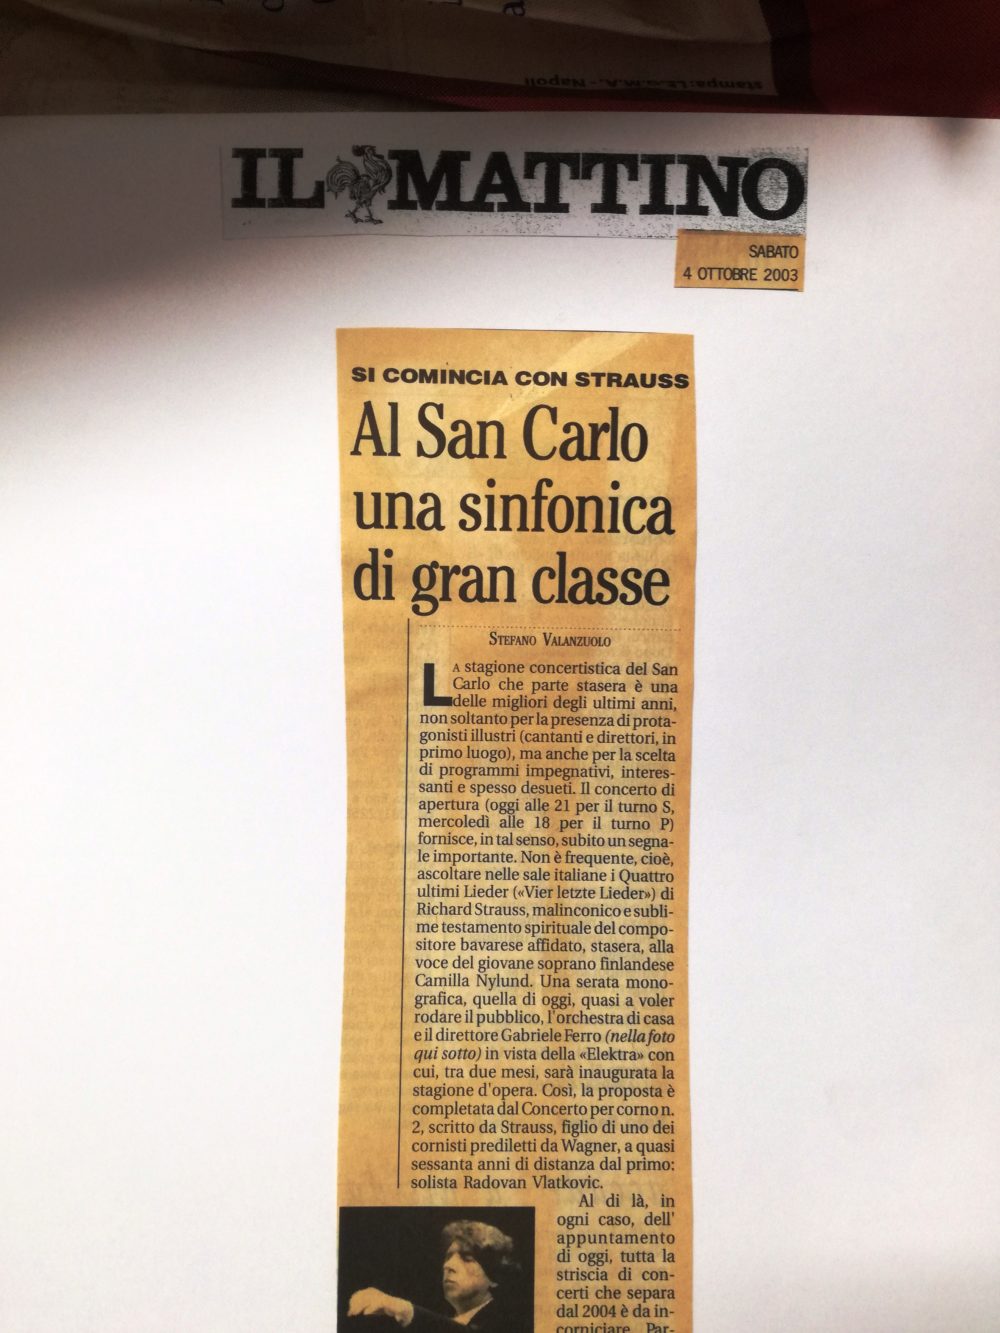 stampa: I.E.G.M.A. - Napoli
IL MATTINO
SABATO
4 OTTOBRE 2003
SI COMINCIA CON STRAUSS
Al San Carlo
una sinfonica
di gran classe
STEFANO VALANZUOLO
LA stagione concertistica del San
Carlo che parte stasera è una
delle migliori degli ultimi anni,
non soltanto per la presenza di prota-
gonisti illustri (cantanti e direttori, in
primo luogo), ma anche per la scelta
di programmi impegnativi, interes-
santi e spesso desueti. Il concerto di
apertura (oggi alle 21 per il turno S,
mercoledì alle 18 per il turno P)
fornisce, in tal senso, subito un segna-
le importante. Non è frequente, cioè,
ascoltare nelle sale italiane i Quattro
ultimi Lieder («Vier letzte Lieder») di
Richard Strauss, malinconico e subli-
me testamento spirituale del compo-
sitore bavarese affidato, stasera, alla
voce del giovane soprano finlandese
Camilla Nylund. Una serata mono-
grafica, quella di oggi, quasi a voler
rodare il pubblico, l'orchestra di casa
e il direttore Gabriele Ferro (nella foto
qui sotto) in vista della «Elektra» con
cui, tra due mesi, sarà inaugurata la
stagione d'opera. Così, la proposta è
completata dal Concerto per corno n.
2, scritto da Strauss, figlio di uno dei
cornisti prediletti da Wagner, a quasi
sessanta anni di distanza dal primo:
solista Radovan Vlatkovic.
Al di là, in
ogni caso, dell'
appuntamento
di oggi, tutta la
striscia di con-
certi che separa
dal 2004 è da in-
corniciare. Par-